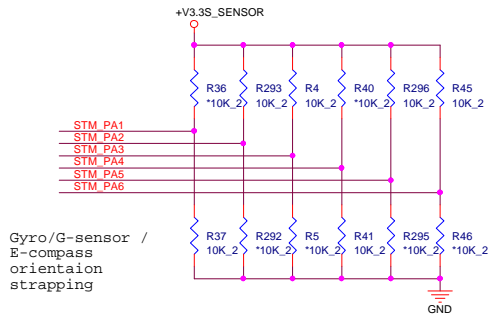 +V3.3S_SENSOR
R36 R293 R4 R40 R296 R45
*10K_2 10K_2 10K_2 *10K_2 10K_2 10K_2
STM_PA1
STM_PA2
STM_PA3
STM_PA4
STM_PA5
STM_PA6
R37 R292 R5 R41 R295 R46
10K_2 *10K_2 *10K_2 10K_2 *10K_2 *10K_2
Gyro/G-sensor /
E-compass
orientaion
strapping
GND